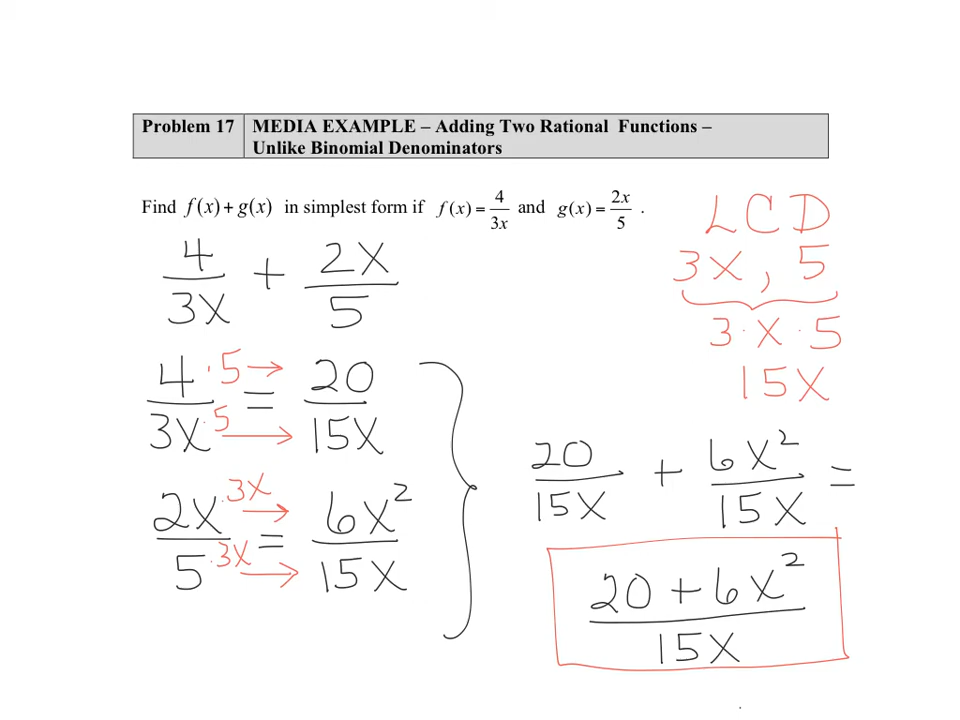 Problem 17 MEDIA EXAMPLE – Adding Two Rational Functions –
Unlike Binomial Denominators
Find f(x) + g(x) in simplest form if f(x) = 4/3x and g(x) = 2x/5 .
LCD
3X , 5
3 · X · 5
15X
4/3X + 2X/5
4/3X · 5/5 → = 20/15X
2X/5 · 3X/3X → = 6X²/15X
20/15X + 6X²/15X =
20 + 6X²/15X